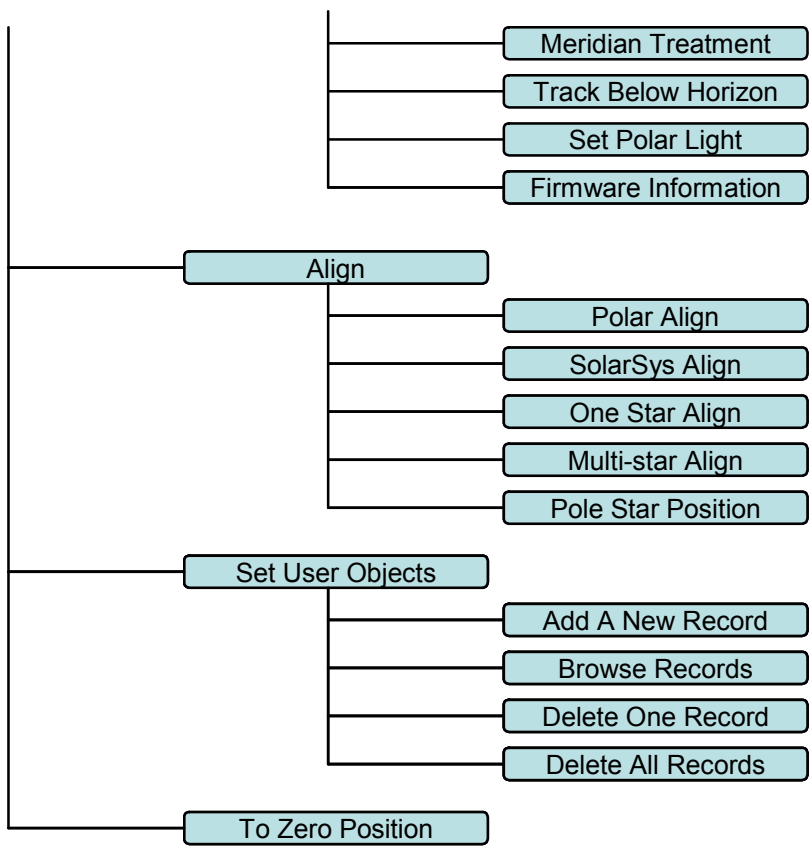 Meridian Treatment
Track Below Horizon
Set Polar Light
Firmware Information
Align
Polar Align
SolarSys Align
One Star Align
Multi-star Align
Pole Star Position
Set User Objects
Add A New Record
Browse Records
Delete One Record
Delete All Records
To Zero Position